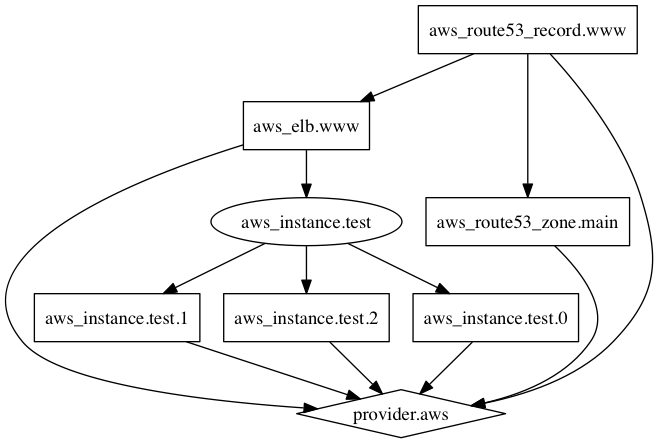 aws_route53_record.www
aws_elb.www
aws_instance.test
aws_route53_zone.main
aws_instance.test.1
aws_instance.test.2
aws_instance.test.0
provider.aws